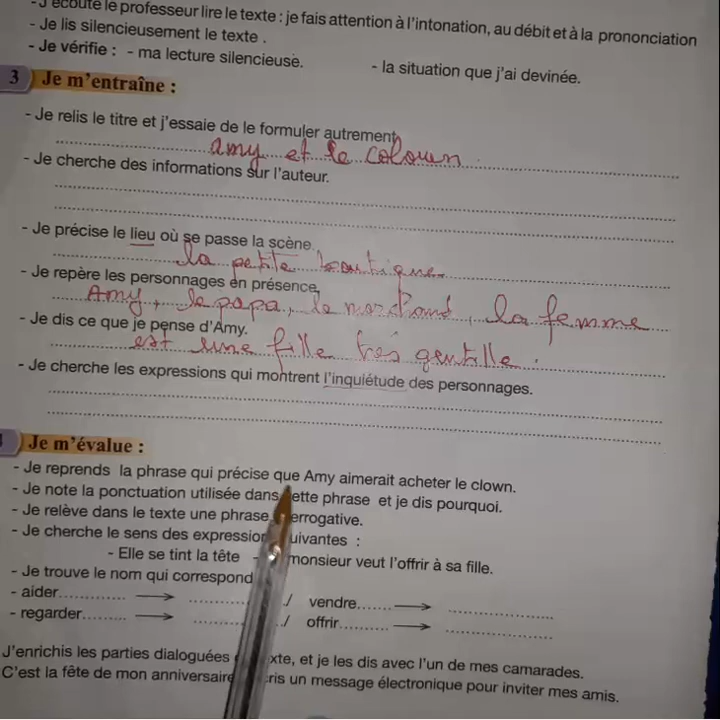 - J'écoute le professeur lire le texte : je fais attention à l'intonation, au débit et à la prononciation
- Je lis silencieusement le texte .
- Je vérifie : - ma lecture silencieuse. - la situation que j'ai devinée.
3 Je m'entraîne :
- Je relis le titre et j'essaie de le formuler autrement
amy et le coloun
- Je cherche des informations sur l'auteur.
- Je précise le lieu où se passe la scène.
la petite boutique
- Je repère les personnages en présence,
Amy, le papa, le marchand, la femme
- Je dis ce que je pense d'Amy.
est une fille très gentille .
- Je cherche les expressions qui montrent l'inquiétude des personnages.
Je m'évalue :
- Je reprends la phrase qui précise que Amy aimerait acheter le clown.
- Je note la ponctuation utilisée dans ette phrase et je dis pourquoi.
- Je relève dans le texte une phrase errogative.
- Je cherche le sens des expression uivantes :
- Elle se tint la tête - monsieur veut l'offrir à sa fille.
- Je trouve le nom qui correspond
- aider......... → ......... / vendre....... → ...................
- regarder......... → ......... / offrir.......... → ...................
J'enrichis les parties dialoguées xte, et je les dis avec l'un de mes camarades.
C'est la fête de mon anniversaire ris un message électronique pour inviter mes amis.